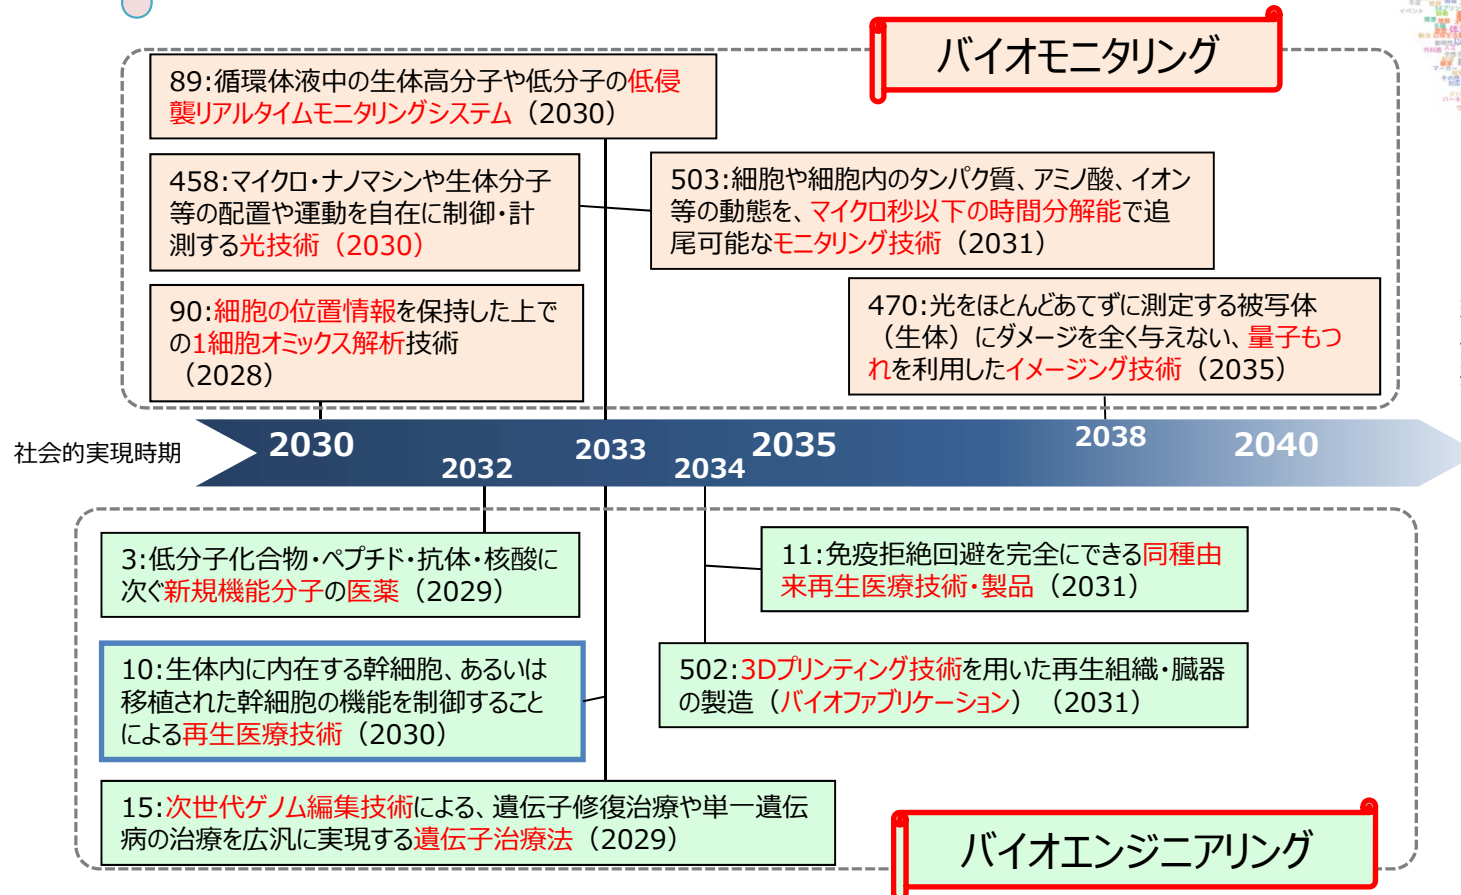 バイオモニタリング
89:循環体液中の生体高分子や低分子の低侵
襲リアルタイムモニタリングシステム（2030）
458:マイクロ・ナノマシンや生体分子
等の配置や運動を自在に制御・計
測する光技術（2030）
503:細胞や細胞内のタンパク質、アミノ酸、イオン
等の動態を、マイクロ秒以下の時間分解能で追
尾可能なモニタリング技術（2031）
90:細胞の位置情報を保持した上で
の1細胞オミックス解析技術
（2028）
470:光をほとんどあてずに測定する被写体
（生体）にダメージを全く与えない、量子もつ
れを利用したイメージング技術（2035）
社会的実現時期
2030
2032
2033
2034
2035
2038
2040
3:低分子化合物・ペプチド・抗体・核酸に
次ぐ新規機能分子の医薬（2029）
11:免疫拒絶回避を完全にできる同種由
来再生医療技術・製品（2031）
10:生体内に内在する幹細胞、あるいは
移植された幹細胞の機能を制御すること
による再生医療技術（2030）
502:3Dプリンティング技術を用いた再生組織・臓器
の製造（バイオファブリケーション）（2031）
15:次世代ゲノム編集技術による、遺伝子修復治療や単一遺伝
病の治療を広汎に実現する遺伝子治療法（2029）
バイオエンジニアリング